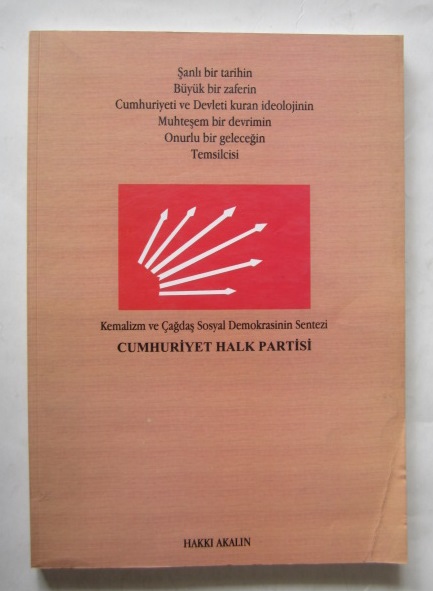 Şanlı bir tarihin
Büyük bir zaferin
Cumhuriyeti ve Devleti kuran ideolojinin
Muhteşem bir devrimin
Onurlu bir geleceğin
Temsilcisi
Kemalizm ve Çağdaş Sosyal Demokrasinin Sentezi
CUMHURİYET HALK PARTİSİ
HAKKI AKALIN